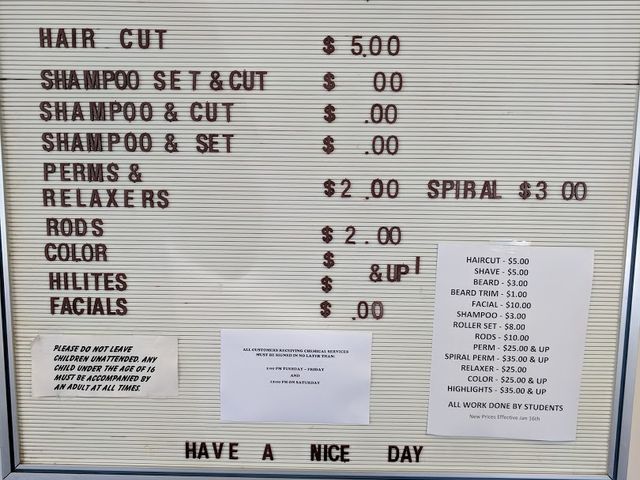 HAIR CUT $ 5.00
SHAMPOO SET & CUT $ 00
SHAMPOO & CUT $ .00
SHAMPOO & SET $ .00
PERMS &
RELAXERS $2 .00 SPIRAL $3 00
RODS $ 2.00
COLOR $
HILITES $ & UP
FACIALS $ .00
PLEASE DO NOT LEAVE
CHILDREN UNATTENDED. ANY
CHILD UNDER THE AGE OF 16
MUST BE ACCOMPANIED BY
AN ADULT AT ALL TIMES.
ALL CUSTOMERS RECEIVING CHEMICAL SERVICES
MUST BE SIGNED IN NO LATER THAN:
PM TUESDAY - FRIDAY
AND
PM ON SATURDAY
HAIRCUT - $5.00
SHAVE - $5.00
BEARD - $3.00
BEARD TRIM - $1.00
FACIAL - $10.00
SHAMPOO - $3.00
ROLLER SET - $8.00
RODS - $10.00
PERM - $25.00 & UP
SPIRAL PERM - $35.00 & UP
RELAXER - $25.00
COLOR - $25.00 & UP
HIGHLIGHTS - $35.00 & UP
ALL WORK DONE BY STUDENTS
New Prices Effective Jan 16th
HAVE A NICE DAY